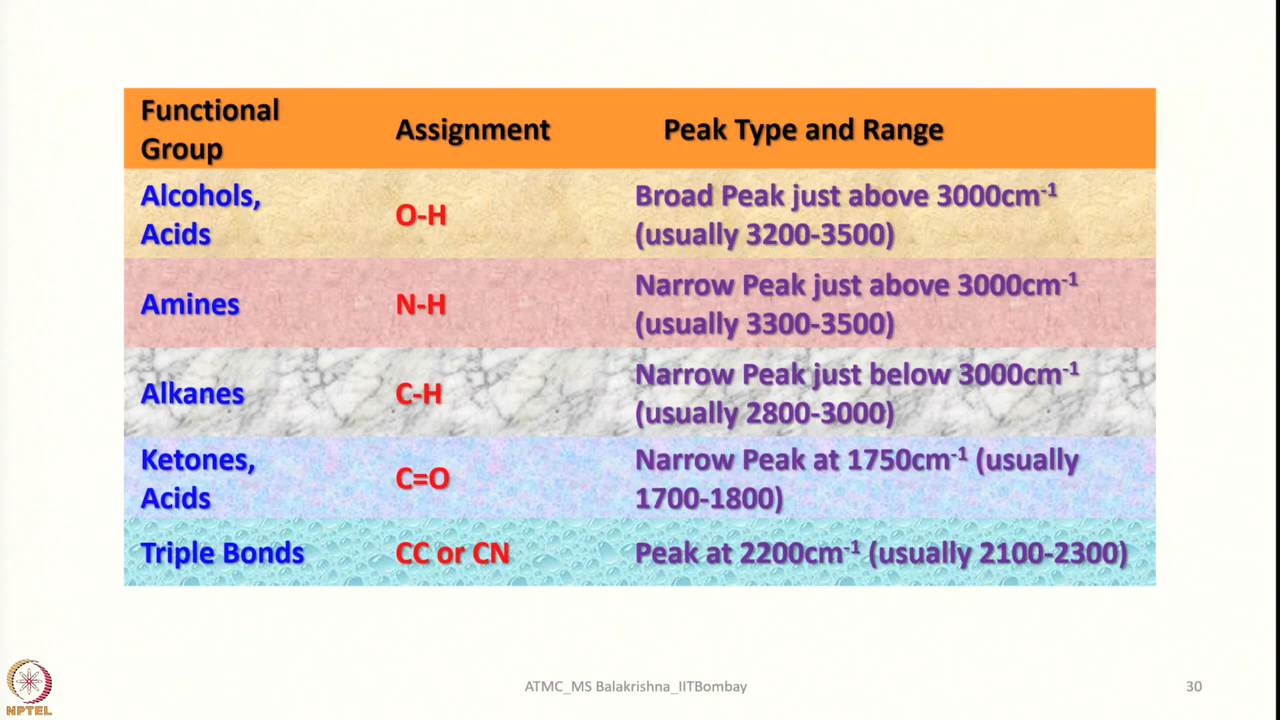 Functional
Group
Assignment
Peak Type and Range
Alcohols,
Acids
O-H
Broad Peak just above 3000cm⁻¹
(usually 3200-3500)
Amines
N-H
Narrow Peak just above 3000cm⁻¹
(usually 3300-3500)
Alkanes
C-H
Narrow Peak just below 3000cm⁻¹
(usually 2800-3000)
Ketones,
Acids
C=O
Narrow Peak at 1750cm⁻¹ (usually
1700-1800)
Triple Bonds
CC or CN
Peak at 2200cm⁻¹ (usually 2100-2300)
NPTEL
ATMC_MS Balakrishna_IITBombay
30